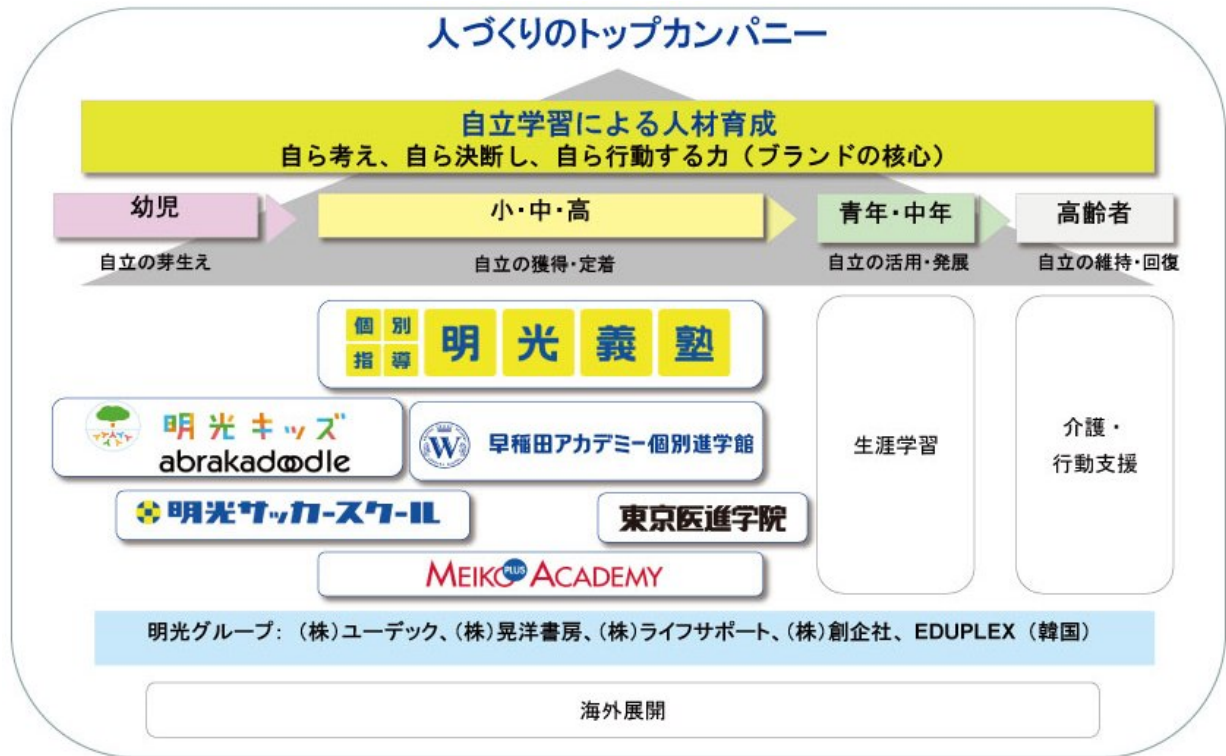 人づくりのトップカンパニー
自立学習による人材育成
自ら考え、自ら決断し、自ら行動する力（ブランドの核心）
幼児
小・中・高
青年・中年
高齢者
自立の芽生え
自立の獲得・定着
自立の活用・発展
自立の維持・回復
個別
指導
明光義塾
明光キッズ
abrakadoodle
W
早稲田アカデミー個別進学館
生涯学習
介護・
行動支援
明光サッカースクール
東京医進学院
MEIKO PLUS ACADEMY
明光グループ： （株）ユーデック、（株）晃洋書房、（株）ライフサポート、（株）創企社、EDUPLEX（韓国）
海外展開